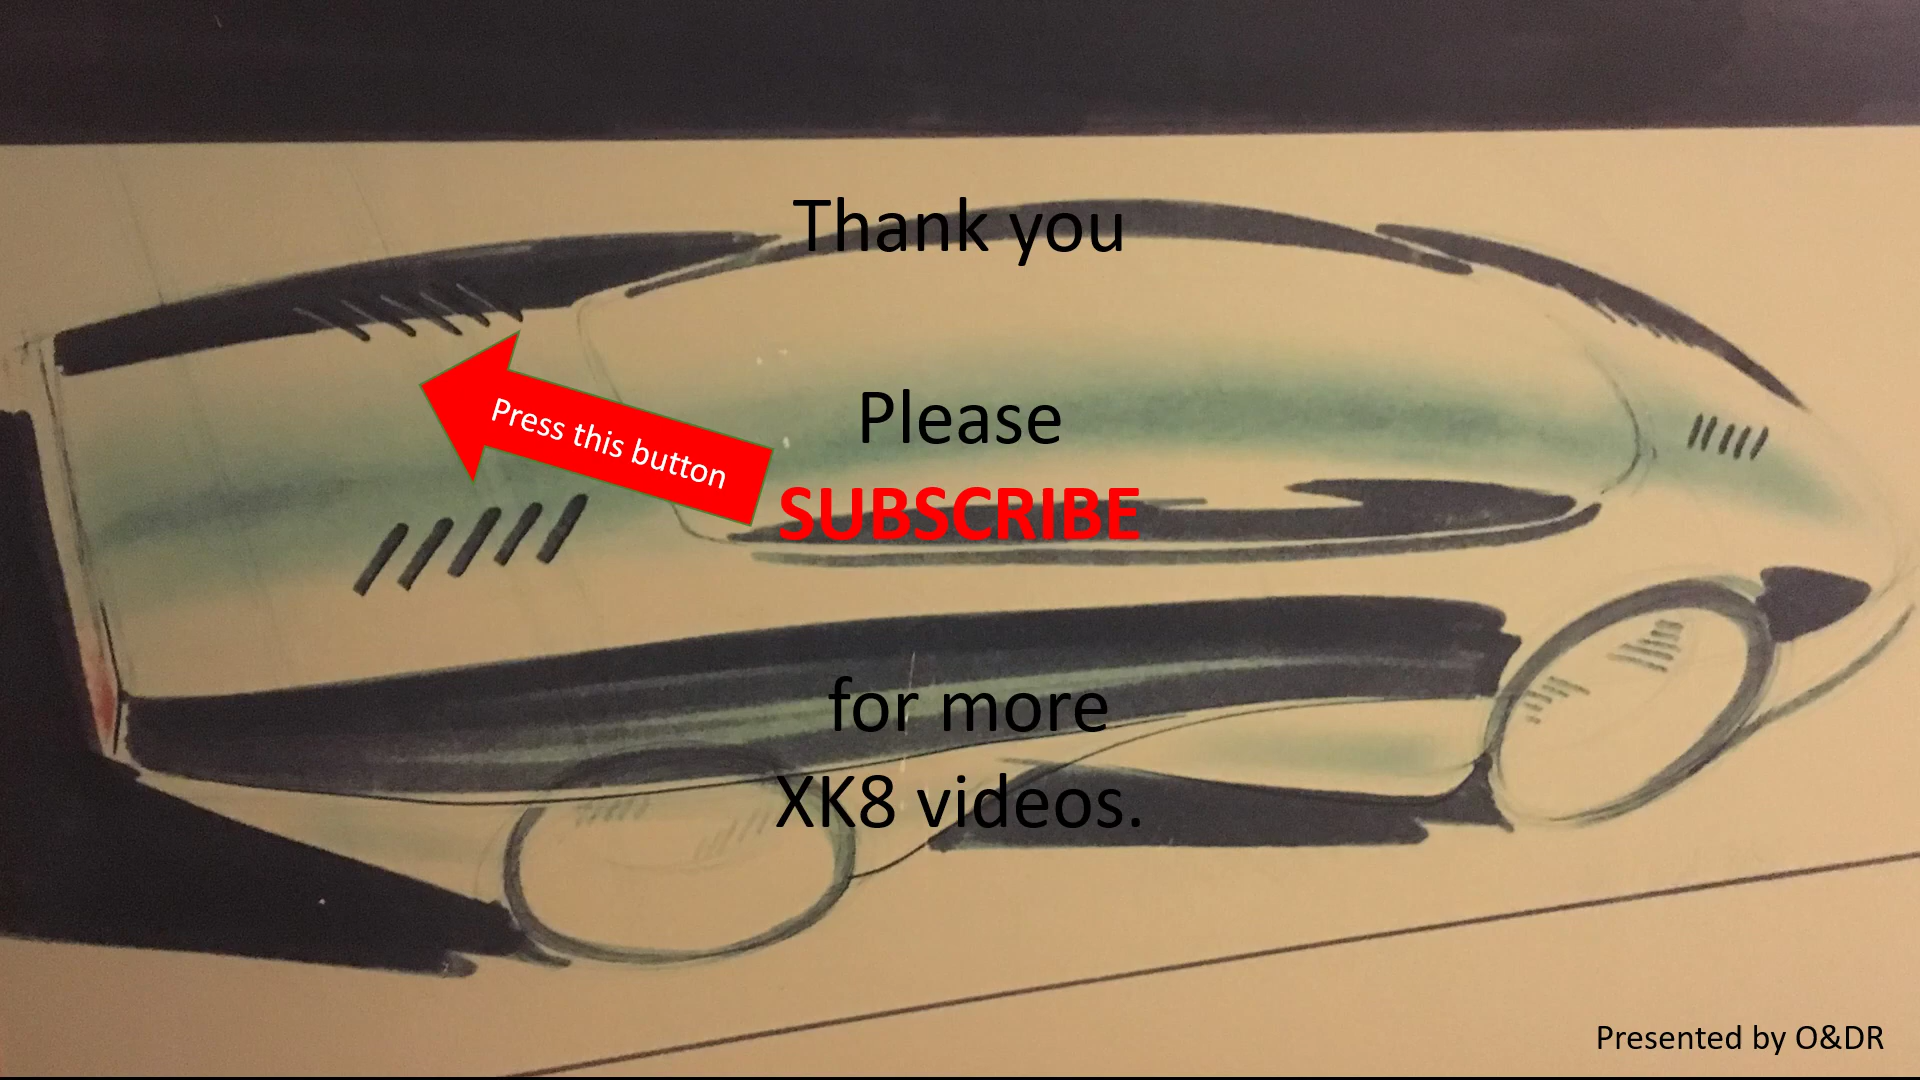 Thank you
Press this button
Please
SUBSCRIBE
for more
XK8 videos.
Presented by O&DR